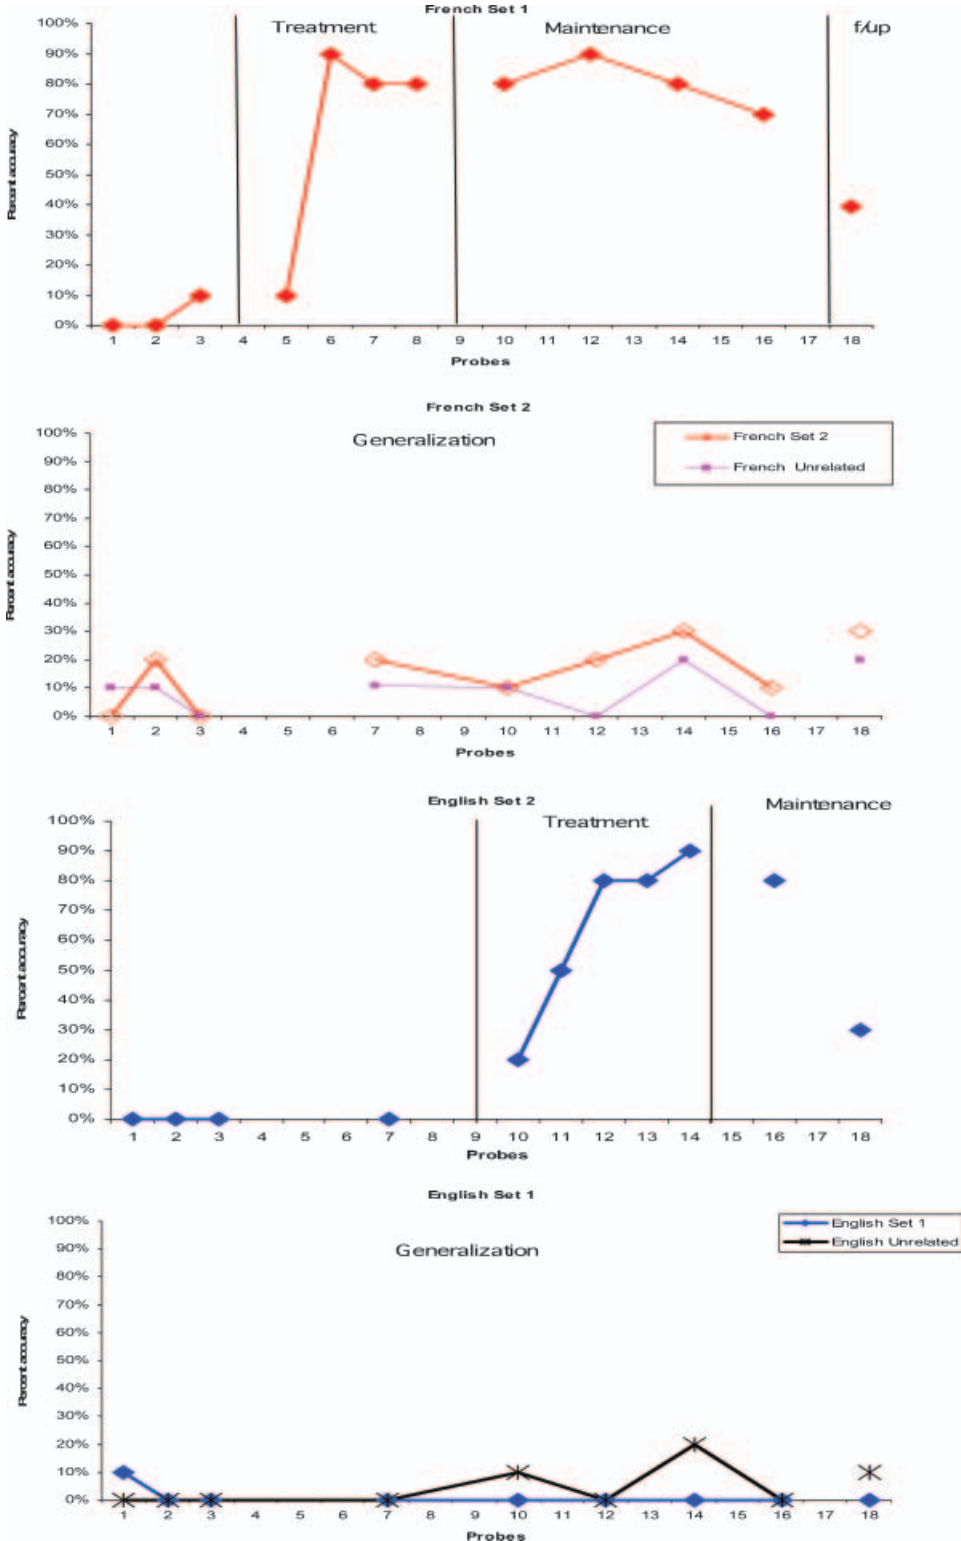 French Set 1
Treatment
Maintenance
f/up
100%
90%
80%
70%
60%
50%
40%
30%
20%
10%
0%
Percent accuracy
1 2 3 4 5 6 7 8 9 10 11 12 13 14 15 16 17 18
Probes
French Set 2
Generalization
French Set 2
French Unrelated
100%
90%
80%
70%
60%
50%
40%
30%
20%
10%
0%
Percent accuracy
1 2 3 4 5 6 7 8 9 10 11 12 13 14 15 16 17 18
Probes
English Set 2
Treatment
Maintenance
100%
90%
80%
70%
60%
50%
40%
30%
20%
10%
0%
Percent accuracy
1 2 3 4 5 6 7 8 9 10 11 12 13 14 15 16 17 18
Probes
English Set 1
Generalization
English Set 1
English Unrelated
100%
90%
80%
70%
60%
50%
40%
30%
20%
10%
0%
Percent accuracy
1 2 3 4 5 6 7 8 9 10 11 12 13 14 15 16 17 18
Probes